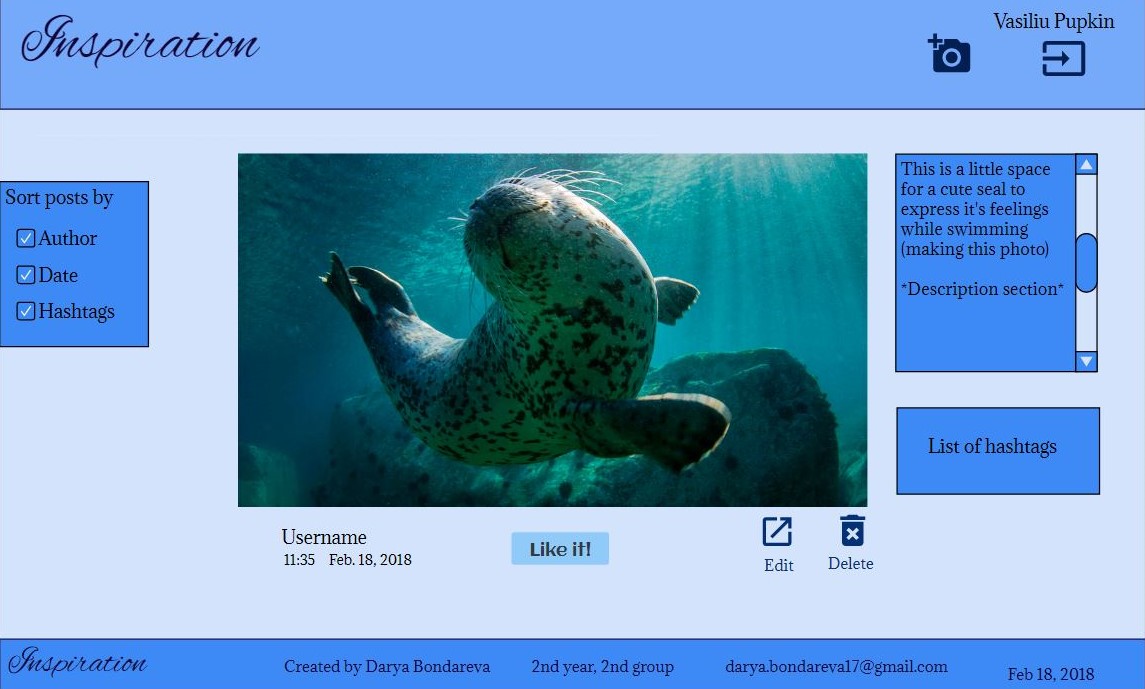 Inspiration
Vasiliu Pupkin
Sort posts by
Author
Date
Hashtags
This is a little space
for a cute seal to
express it's feelings
while swimming
(making this photo)
*Description section*
List of hashtags
Username
11:35 Feb. 18, 2018
Like it!
Edit
Delete
Inspiration
Created by Darya Bondareva
2nd year, 2nd group
darya.bondareva17@gmail.com
Feb 18, 2018